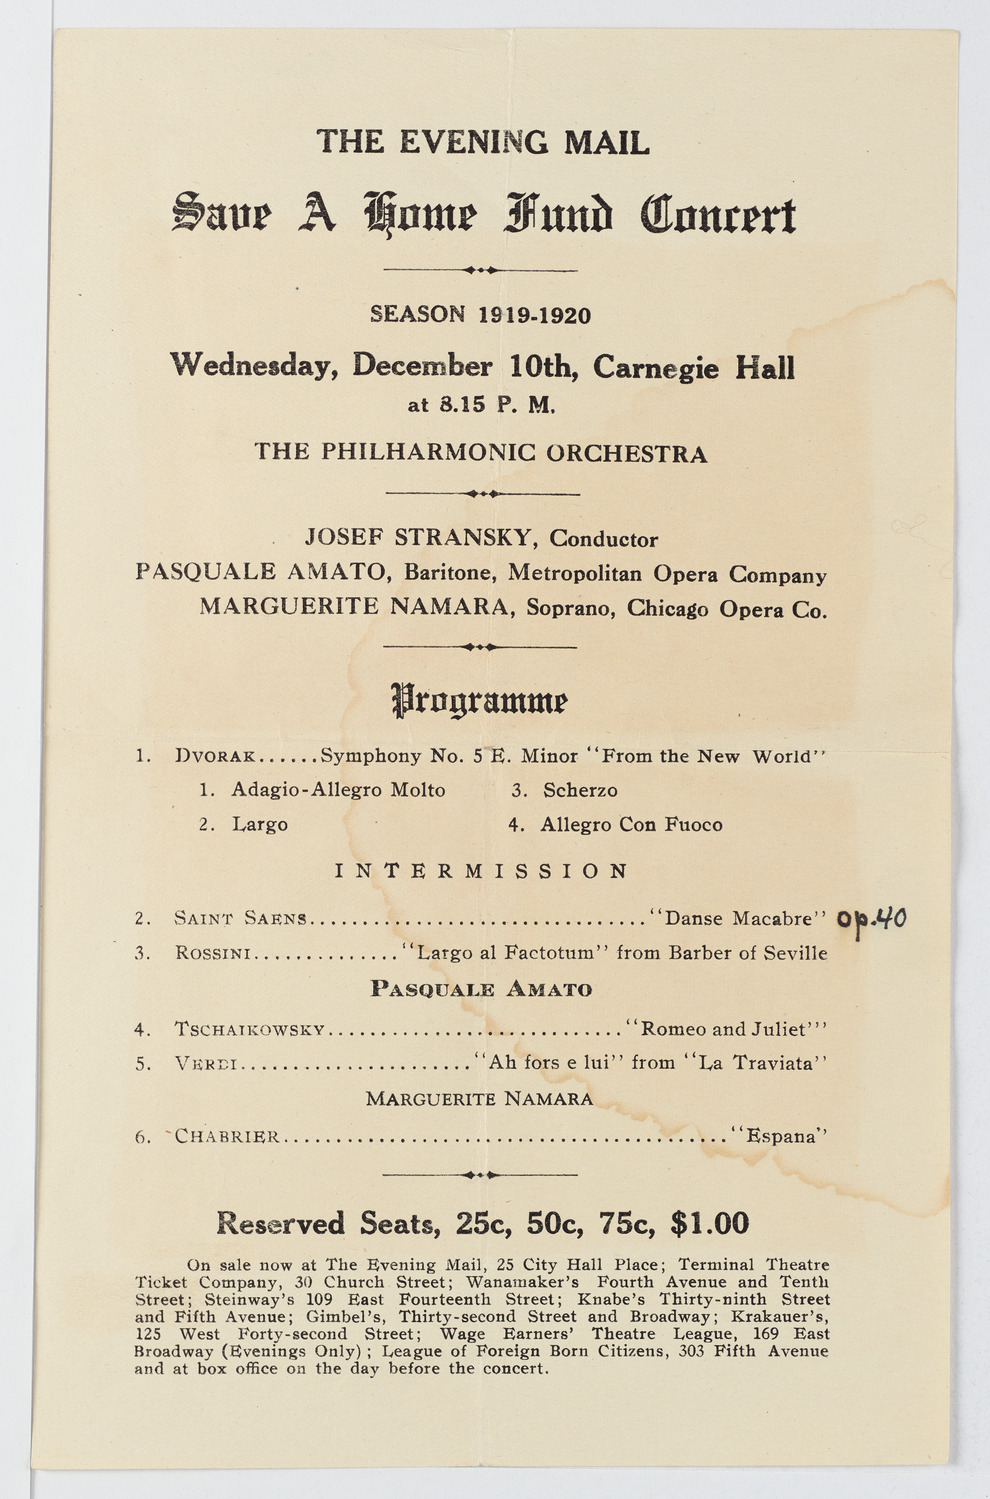 THE EVENING MAIL
Save A Home Fund Concert
SEASON 1919-1920
Wednesday, December 10th, Carnegie Hall
at 8.15 P. M.
THE PHILHARMONIC ORCHESTRA
JOSEF STRANSKY, Conductor
PASQUALE AMATO, Baritone, Metropolitan Opera Company
MARGUERITE NAMARA, Soprano, Chicago Opera Co.
Programme
1. DVORAK......Symphony No. 5 E. Minor "From the New World"
1. Adagio-Allegro Molto 3. Scherzo
2. Largo 4. Allegro Con Fuoco
INTERMISSION
2. SAINT SAENS................................."Danse Macabre" op.40
3. ROSSINI.............."Largo al Factotum" from Barber of Seville
PASQUALE AMATO
4. TSCHAIKOWSKY............................"Romeo and Juliet'"
5. VERDI......................"Ah fors e lui" from "La Traviata"
MARGUERITE NAMARA
6. CHABRIER..........................................."Espana"
Reserved Seats, 25c, 50c, 75c, $1.00
On sale now at The Evening Mail, 25 City Hall Place; Terminal Theatre
Ticket Company, 30 Church Street; Wanamaker's Fourth Avenue and Tenth
Street; Steinway's 109 East Fourteenth Street; Knabe's Thirty-ninth Street
and Fifth Avenue; Gimbel's, Thirty-second Street and Broadway; Krakauer's,
125 West Forty-second Street; Wage Earners' Theatre League, 169 East
Broadway (Evenings Only) ; League of Foreign Born Citizens, 303 Fifth Avenue
and at box office on the day before the concert.